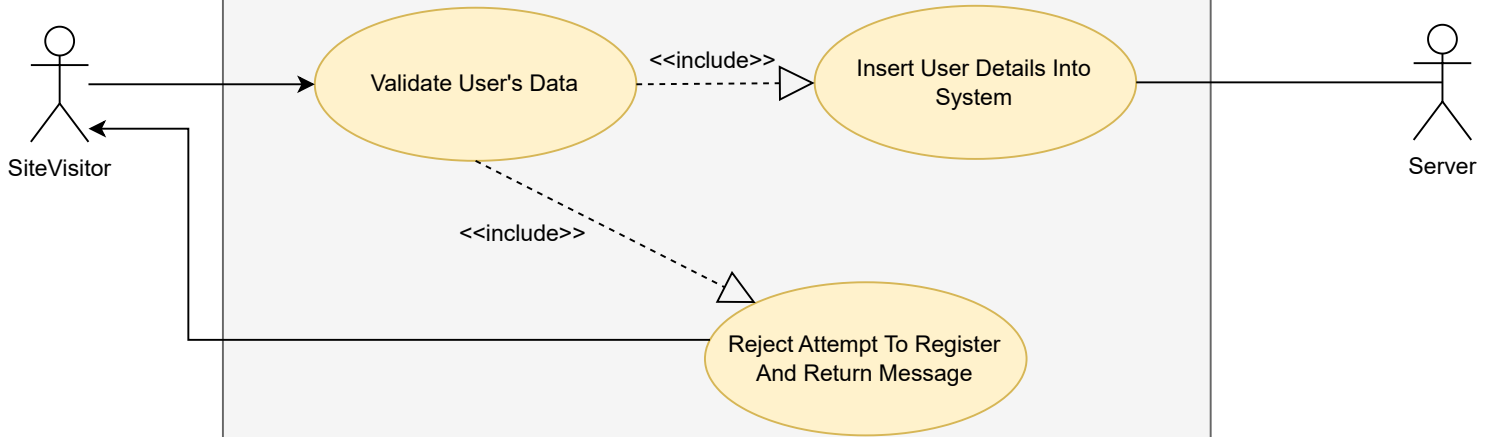 <<include>>
Validate User's Data
Insert User Details Into
System
SiteVisitor
Server
<<include>>
Reject Attempt To Register
And Return Message